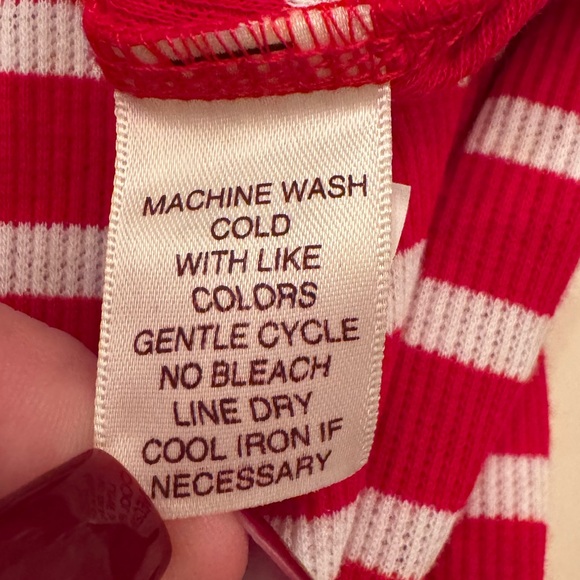 MACHINE WASH
COLD
WITH LIKE
COLORS
GENTLE CYCLE
NO BLEACH
LINE DRY
COOL IRON IF
NECESSARY